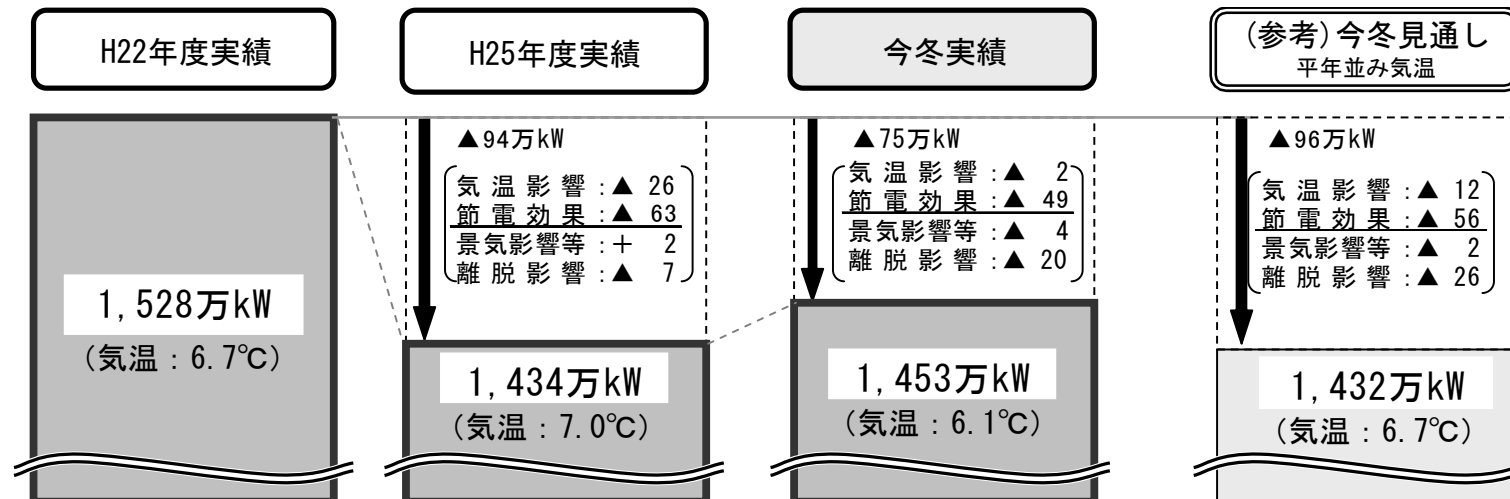 H22年度実績
H25年度実績
今冬実績
(参考)今冬見通し
平年並み気温
1,528万kW
(気温：6.7℃)
▲94万kW
気温影響：▲ 26
節電効果：▲ 63
景気影響等：＋ 2
離脱影響：▲ 7
1,434万kW
(気温：7.0℃)
▲75万kW
気温影響：▲ 2
節電効果：▲ 49
景気影響等：▲ 4
離脱影響：▲ 20
1,453万kW
(気温：6.1℃)
▲96万kW
気温影響：▲ 12
節電効果：▲ 56
景気影響等：▲ 2
離脱影響：▲ 26
1,432万kW
(気温：6.7℃)